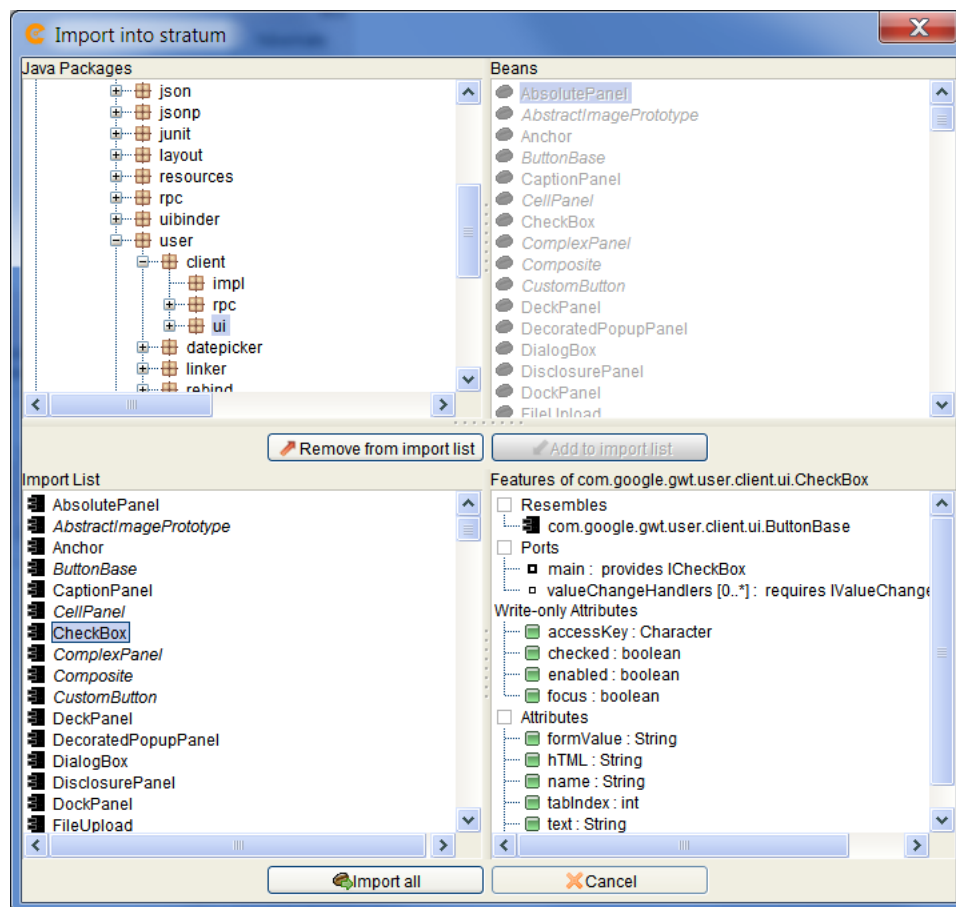 Import into stratum
Java Packages
json
jsonp
junit
layout
resources
rpc
uibinder
user
client
impl
rpc
ui
datepicker
linker
rebind
Beans
AbsolutePanel
AbstractImagePrototype
Anchor
ButtonBase
CaptionPanel
CellPanel
CheckBox
ComplexPanel
Composite
CustomButton
DeckPanel
DecoratedPopupPanel
DialogBox
DisclosurePanel
DockPanel
FileUpload
Remove from import list
Add to import list
Import List
AbsolutePanel
AbstractImagePrototype
Anchor
ButtonBase
CaptionPanel
CellPanel
CheckBox
ComplexPanel
Composite
CustomButton
DeckPanel
DecoratedPopupPanel
DialogBox
DisclosurePanel
DockPanel
FileUpload
Features of com.google.gwt.user.client.ui.CheckBox
Resembles
com.google.gwt.user.client.ui.ButtonBase
Ports
main : provides ICheckBox
valueChangeHandlers [0..*] : requires IValueChange
Write-only Attributes
accessKey : Character
checked : boolean
enabled : boolean
focus : boolean
Attributes
formValue : String
hTML : String
name : String
tabIndex : int
text : String
Import all
Cancel